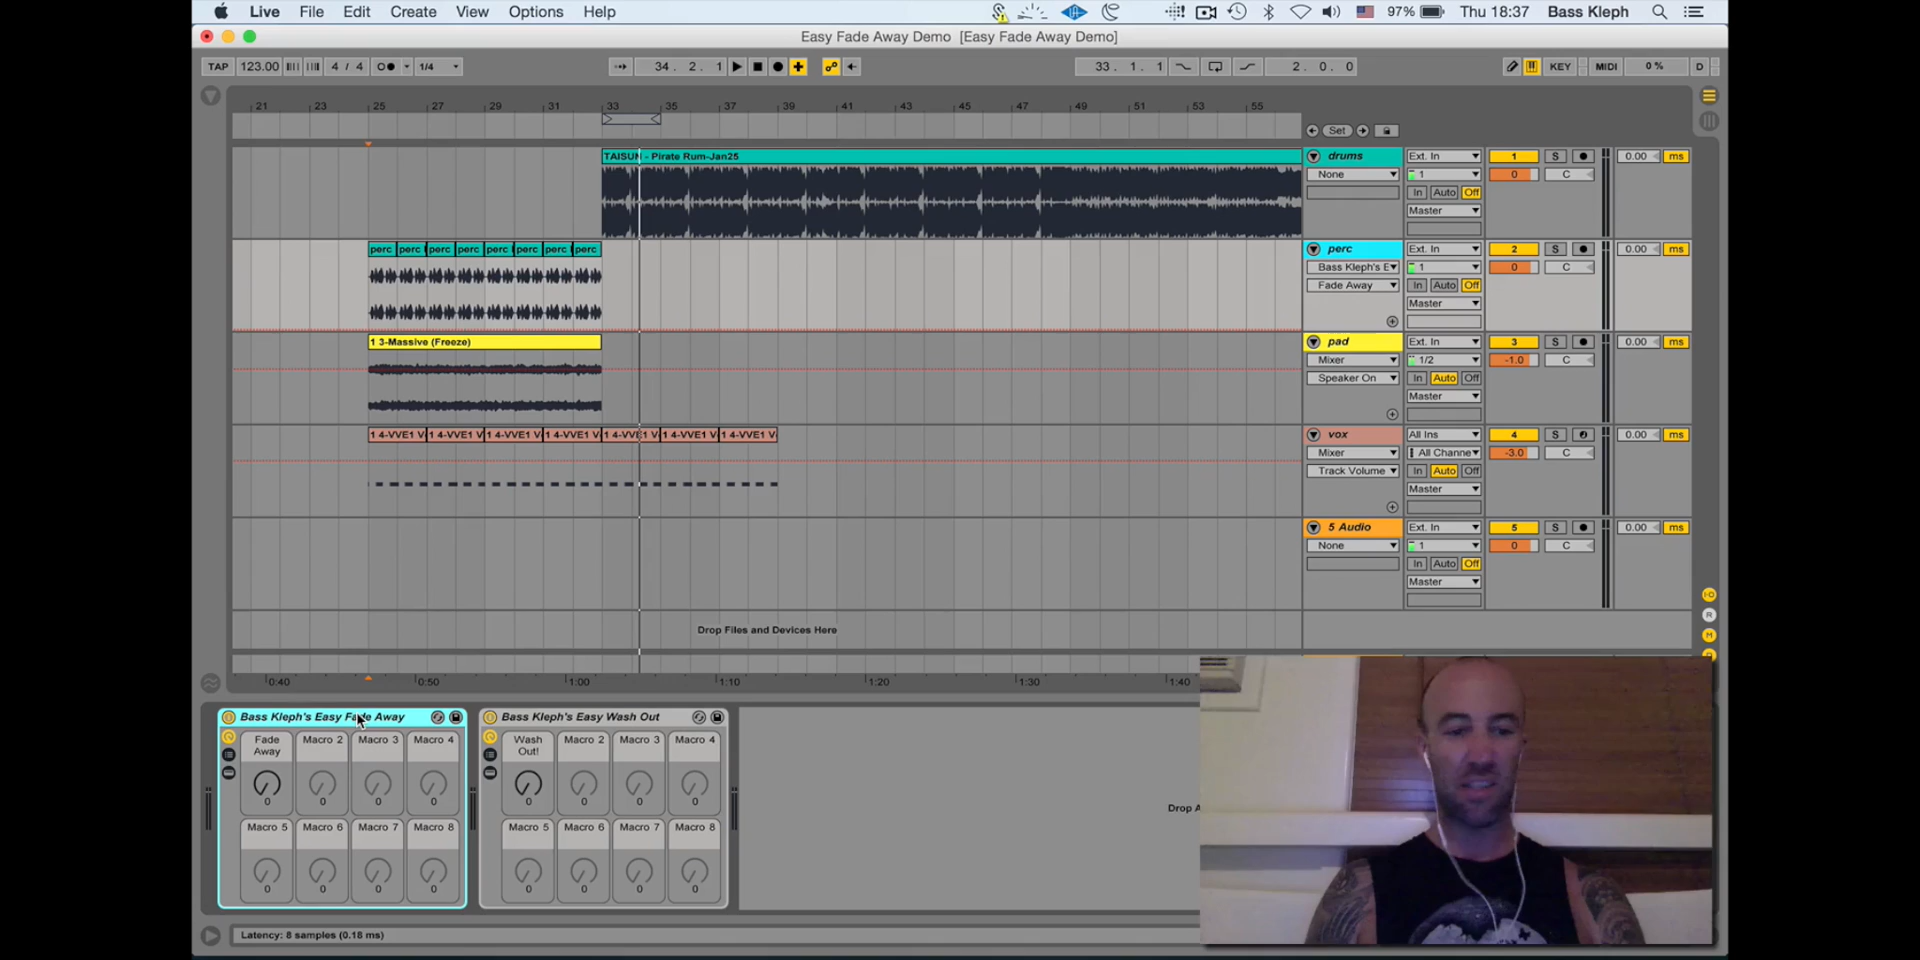 Live File Edit Create View Options Help 97% Thu 18:37 Bass Kleph
Easy Fade Away Demo [Easy Fade Away Demo]
TAP 123.00 4 / 4 1/4 34. 2. 1 33. 1. 1 2. 0. 0 KEY MIDI 0 % D
21 23 25 27 29 31 33 35 37 39 41 43 45 47 49 51 53 55
Set
TAISUN - Pirate Rum-Jan25 drums Ext. In 1 S 0.00 ms
None 1 0 C
In Auto Off
Master
perc perc perc perc perc perc perc perc perc Ext. In 2 S 0.00 ms
Bass Kleph's E 1 0 C
Fade Away In Auto Off
Master
1 3-Massive (Freeze) pad Ext. In 3 S 0.00 ms
Mixer 1/2 -1.0 C
Speaker On In Auto Off
Master
1 4-VVE1 V 1 4-VVE1 V 1 4-VVE1 V 1 4-VVE1 V 1 4-VVE1 V 1 4-VVE1 V 1 4-VVE1 V vox All Ins 4 S 0.00 ms
Mixer All Channe -3.0 C
Track Volume In Auto Off
Master
5 Audio Ext. In 5 S 0.00 ms
None 1 0 C
In Auto Off
Master
I·O
R
M
Drop Files and Devices Here
0:40 0:50 1:00 1:10 1:20 1:30 1:40
Bass Kleph's Easy Fade Away Bass Kleph's Easy Wash Out
Fade Away Macro 2 Macro 3 Macro 4 Wash Out! Macro 2 Macro 3 Macro 4
0 0 0 0 0 0 0 0
Drop A
Macro 5 Macro 6 Macro 7 Macro 8 Macro 5 Macro 6 Macro 7 Macro 8
0 0 0 0 0 0 0 0
Latency: 8 samples (0.18 ms)